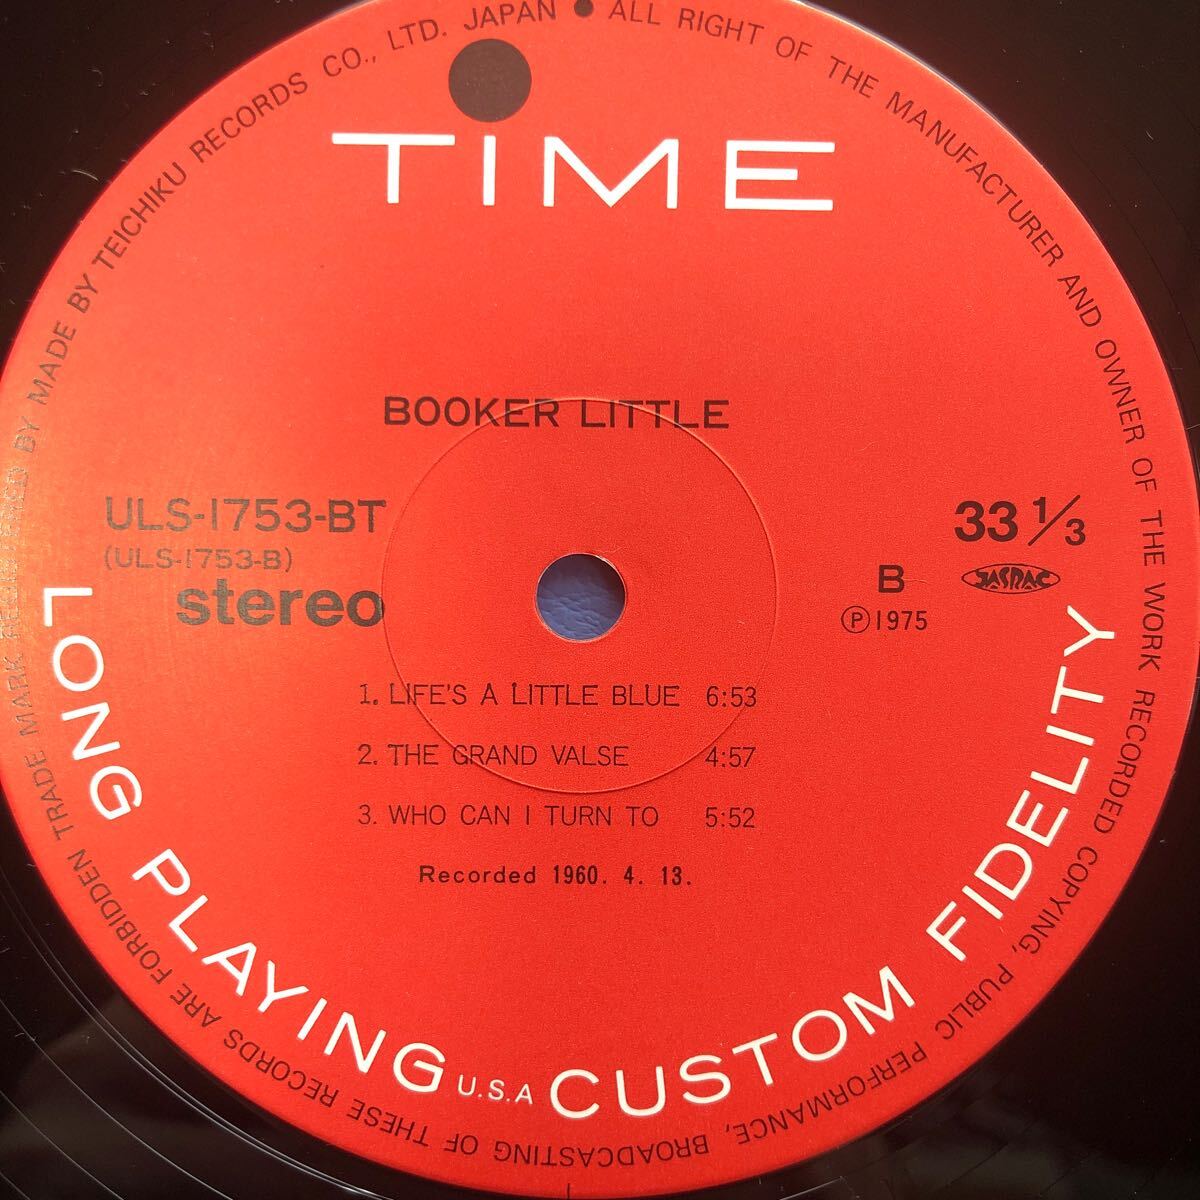 TRADE MARK REGISTERED BY MADE BY TEICHIKU RECORDS CO., LTD. JAPAN ● ALL RIGHT OF THE MANUFACTURER AND OWNER OF THE WORK RECORDED COPYING, PUBLIC PERFORMANCE, BROADCASTING OF THESE RECORDS ARE FORBIDDEN
TIME
BOOKER LITTLE
ULS-1753-BT
(ULS-1753-B)
stereo
33 1/3
B
JASRAC
Ⓟ1975
1. LIFE'S A LITTLE BLUE 6:53
2. THE GRAND VALSE 4:57
3. WHO CAN I TURN TO 5:52
Recorded 1960. 4. 13.
LONG PLAYING U.S.A CUSTOM FIDELITY